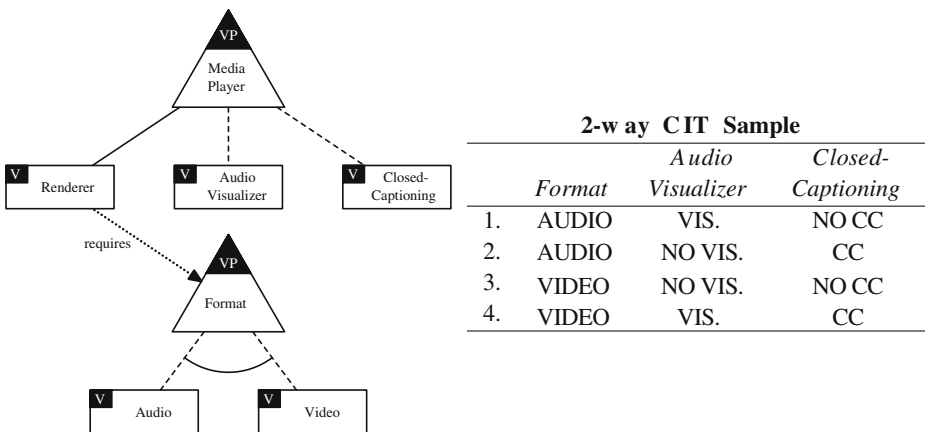 VP
Media
Player
V
Renderer
V
Audio
Visualizer
V
Closed-
Captioning
requires
VP
Format
V
Audio
V
Video
2-w ay CIT Sample
Audio Closed-
Format Visualizer Captioning
1. AUDIO VIS. NO CC
2. AUDIO NO VIS. CC
3. VIDEO NO VIS. NO CC
4. VIDEO VIS. CC